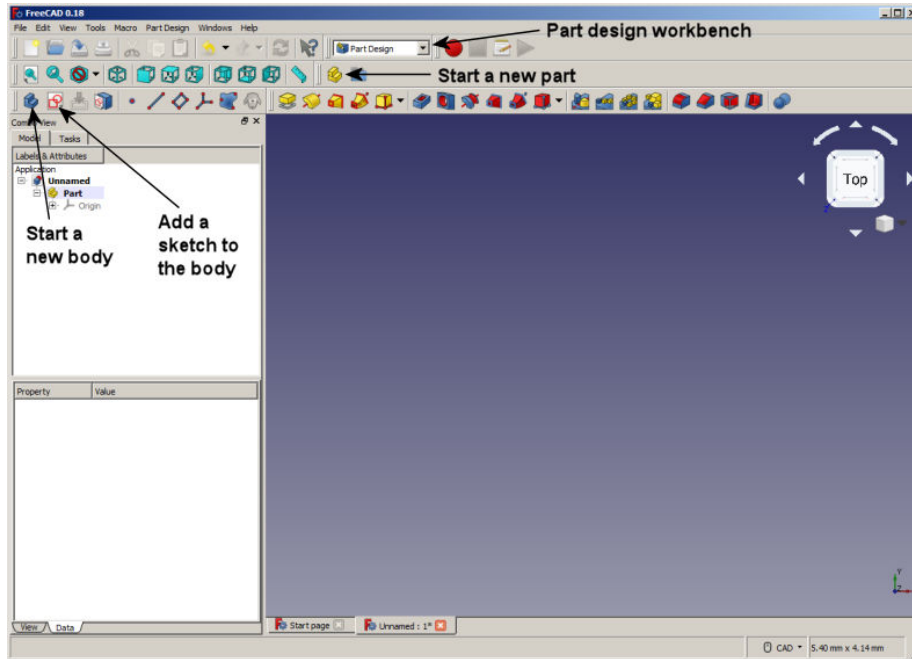 FreeCAD 0.18
File Edit View Tools Macro Part Design Windows Help
Part design workbench
Part Design
Start a new part
Model Tasks
Labels & Attributes
Application
Unnamed
Part
Origin
Start a
new body
Add a
sketch to
the body
Top
Property Value
Y
Z
View Data
Start page
Unnamed : 1*
CAD
5.40 mm x 4.14 mm